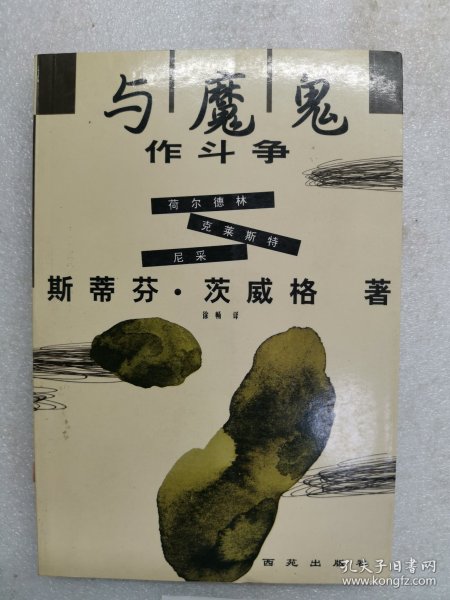 与魔鬼
作斗争
荷尔德林
克莱斯特
尼采
斯蒂芬·茨威格 著
徐畅 译
西苑出版社
孔夫子旧书网
www.kongfz.com